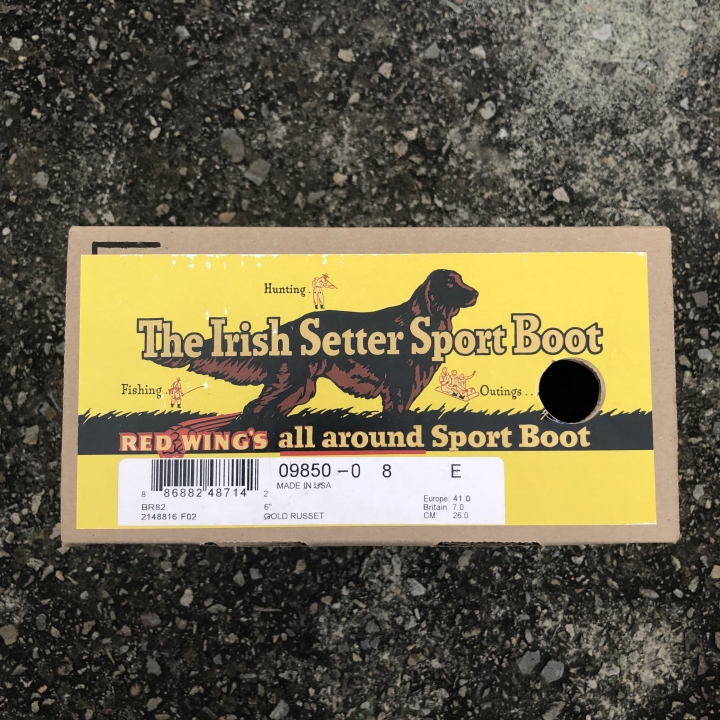 Hunting
The Irish Setter Sport Boot
Fishing
Outings...
RED WING'S all around Sport Boot
09850-0 8 E
MADE IN USA
8 86882 48714 2
BR82 6" Europe: 41.0
Britain: 7.0
2148816 F02 GOLD RUSSET CM: 26.0